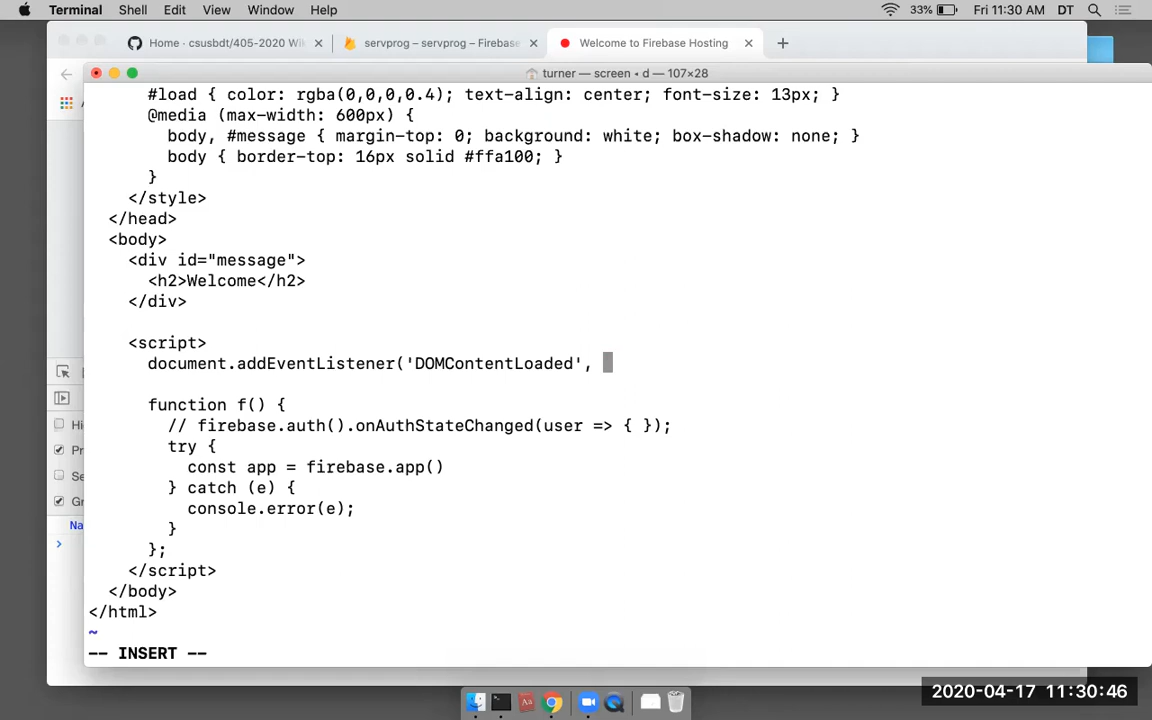 Terminal Shell Edit View Window Help 33% Fri 11:30 AM DT
Home · csusbdt/405-2020 Wi × servprog – servprog – Firebase × Welcome to Firebase Hosting × +
turner — screen ◂ d — 107×28
#load { color: rgba(0,0,0,0.4); text-align: center; font-size: 13px; }
@media (max-width: 600px) {
body, #message { margin-top: 0; background: white; box-shadow: none; }
body { border-top: 16px solid #ffa100; }
}
</style>
</head>
<body>
<div id="message">
<h2>Welcome</h2>
</div>
<script>
document.addEventListener('DOMContentLoaded',
function f() {
// firebase.auth().onAuthStateChanged(user => { });
try {
const app = firebase.app()
} catch (e) {
console.error(e);
}
};
</script>
</body>
</html>
~
-- INSERT --
Hi
Pr
Se
Gr
Na
2020-04-17 11:30:46